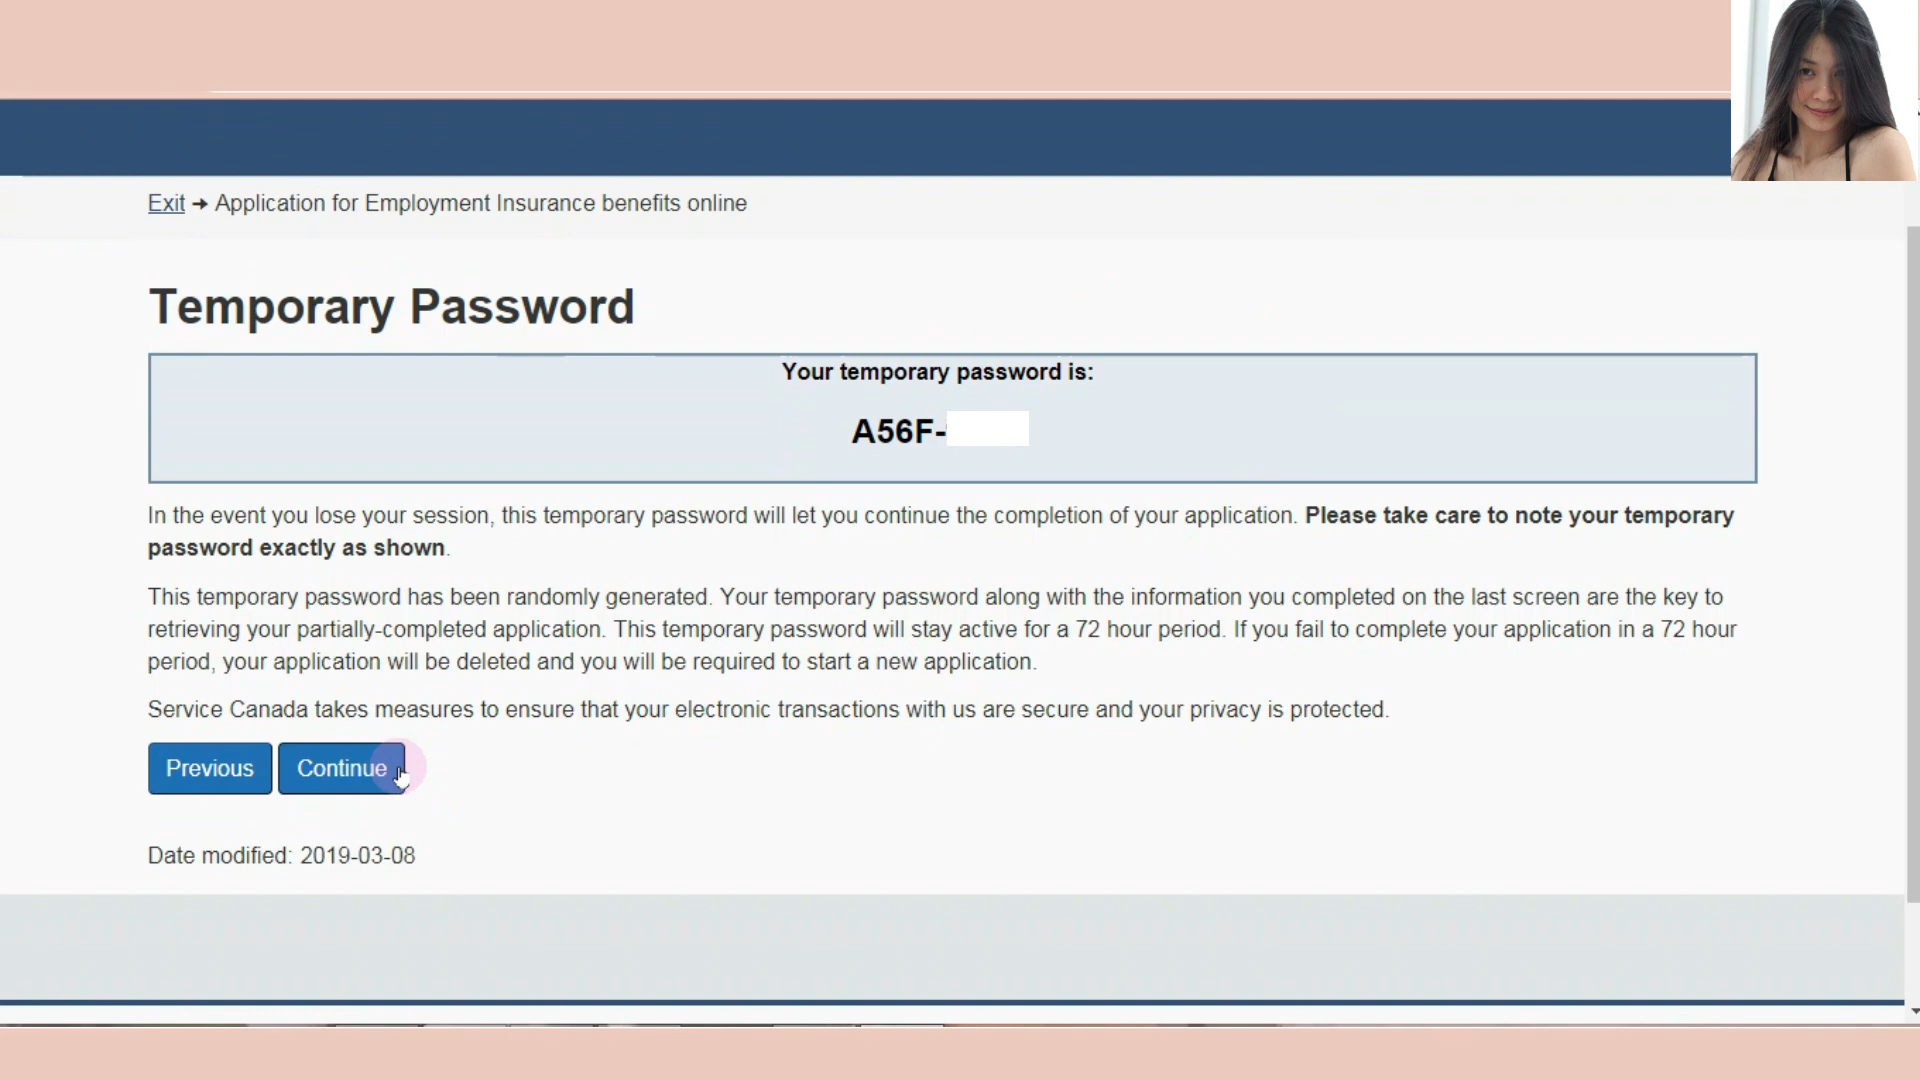 Exit ➔ Application for Employment Insurance benefits online
Temporary Password
Your temporary password is:
A56F-
In the event you lose your session, this temporary password will let you continue the completion of your application. Please take care to note your temporary
password exactly as shown.
This temporary password has been randomly generated. Your temporary password along with the information you completed on the last screen are the key to
retrieving your partially-completed application. This temporary password will stay active for a 72 hour period. If you fail to complete your application in a 72 hour
period, your application will be deleted and you will be required to start a new application.
Service Canada takes measures to ensure that your electronic transactions with us are secure and your privacy is protected.
Previous Continue
Date modified: 2019-03-08